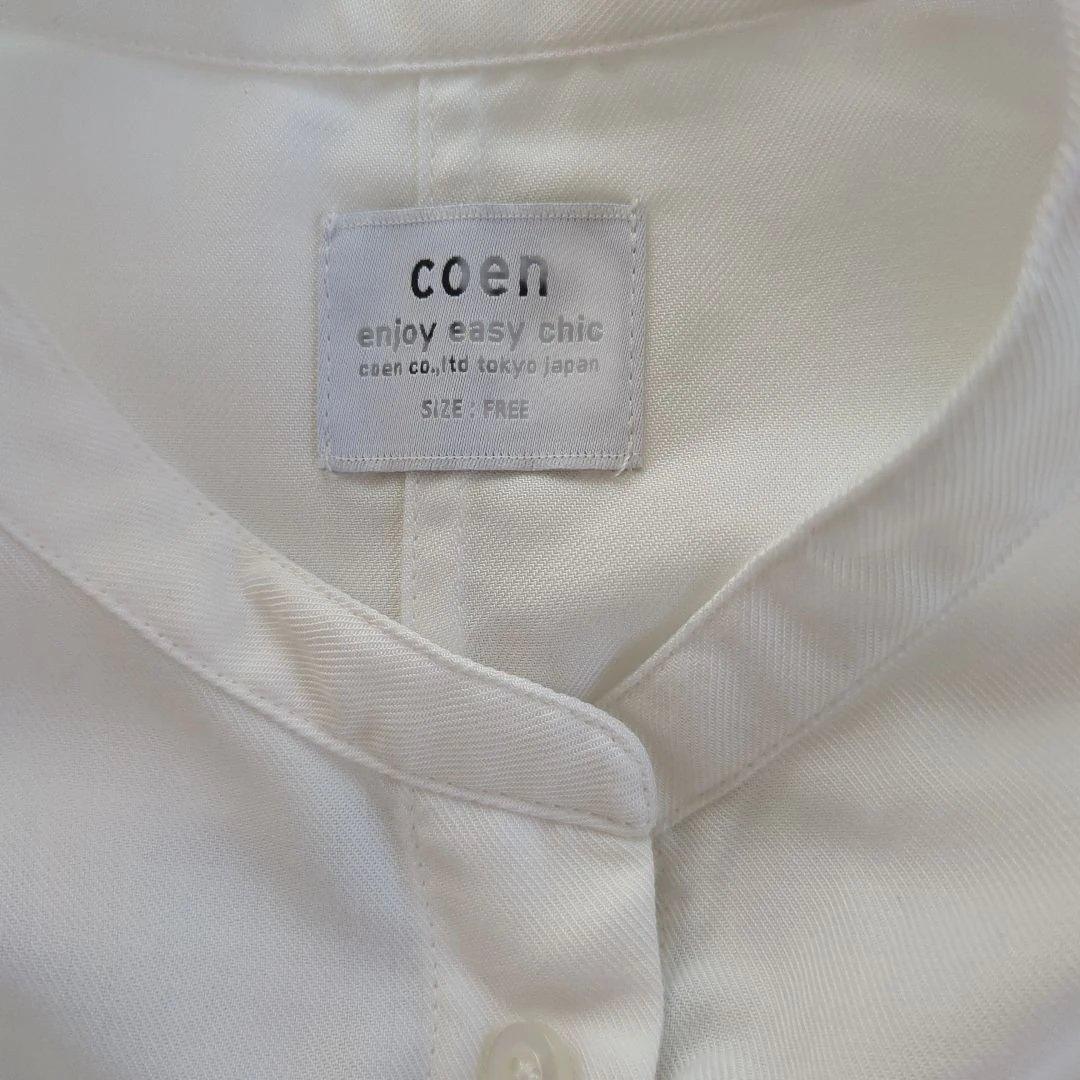 coen
enjoy easy chic
coen co.,ltd tokyo japan
SIZE : FREE